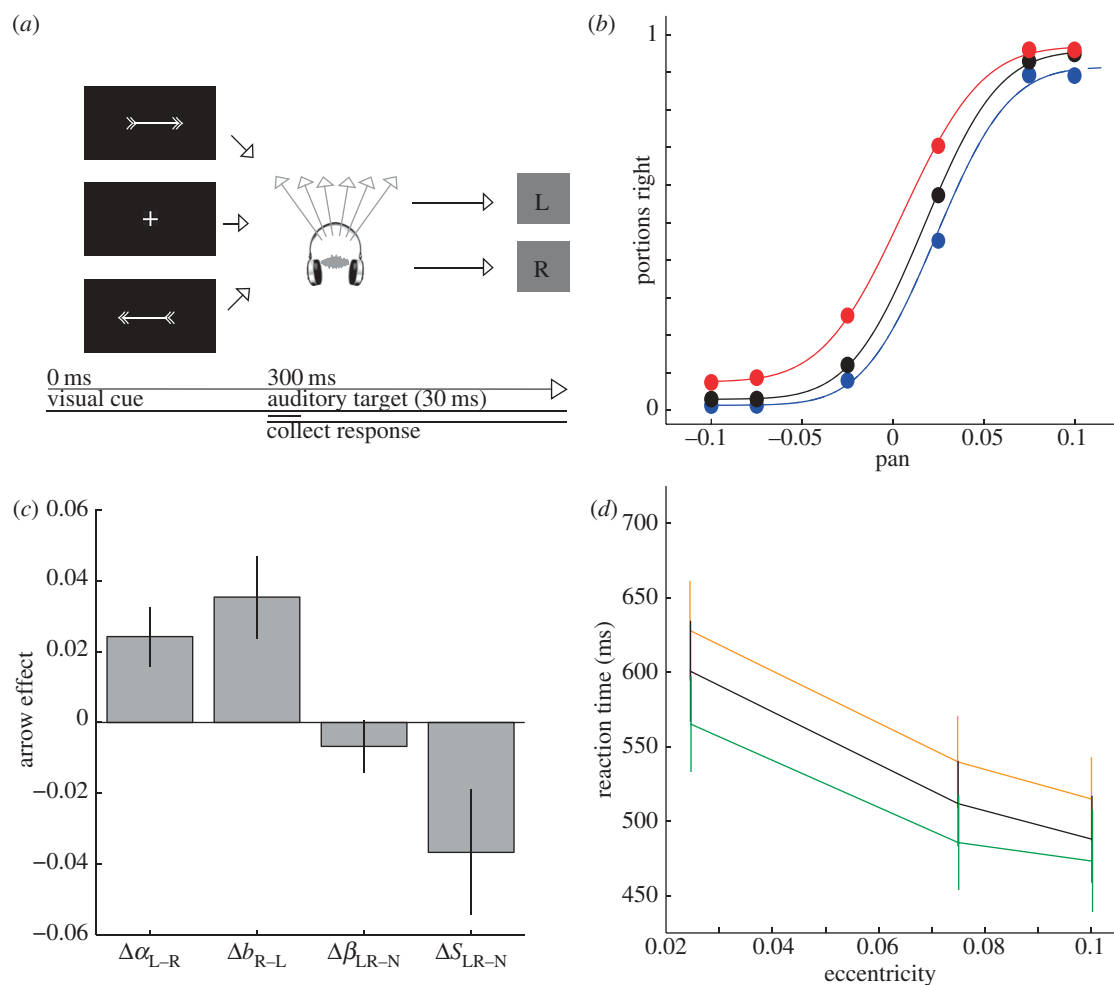 (a)
+
L
R
0 ms
300 ms
visual cue
auditory target (30 ms)
collect response
(b)
1
portions right
0
−0.1
−0.05
0
0.05
0.1
pan
(c)
0.06
0.04
0.02
0
−0.02
−0.04
−0.06
arrow effect
Δα_L–R
Δb_R–L
Δβ_LR–N
ΔS_LR–N
(d)
700
650
600
550
500
450
reaction time (ms)
0.02
0.04
0.06
0.08
0.1
eccentricity